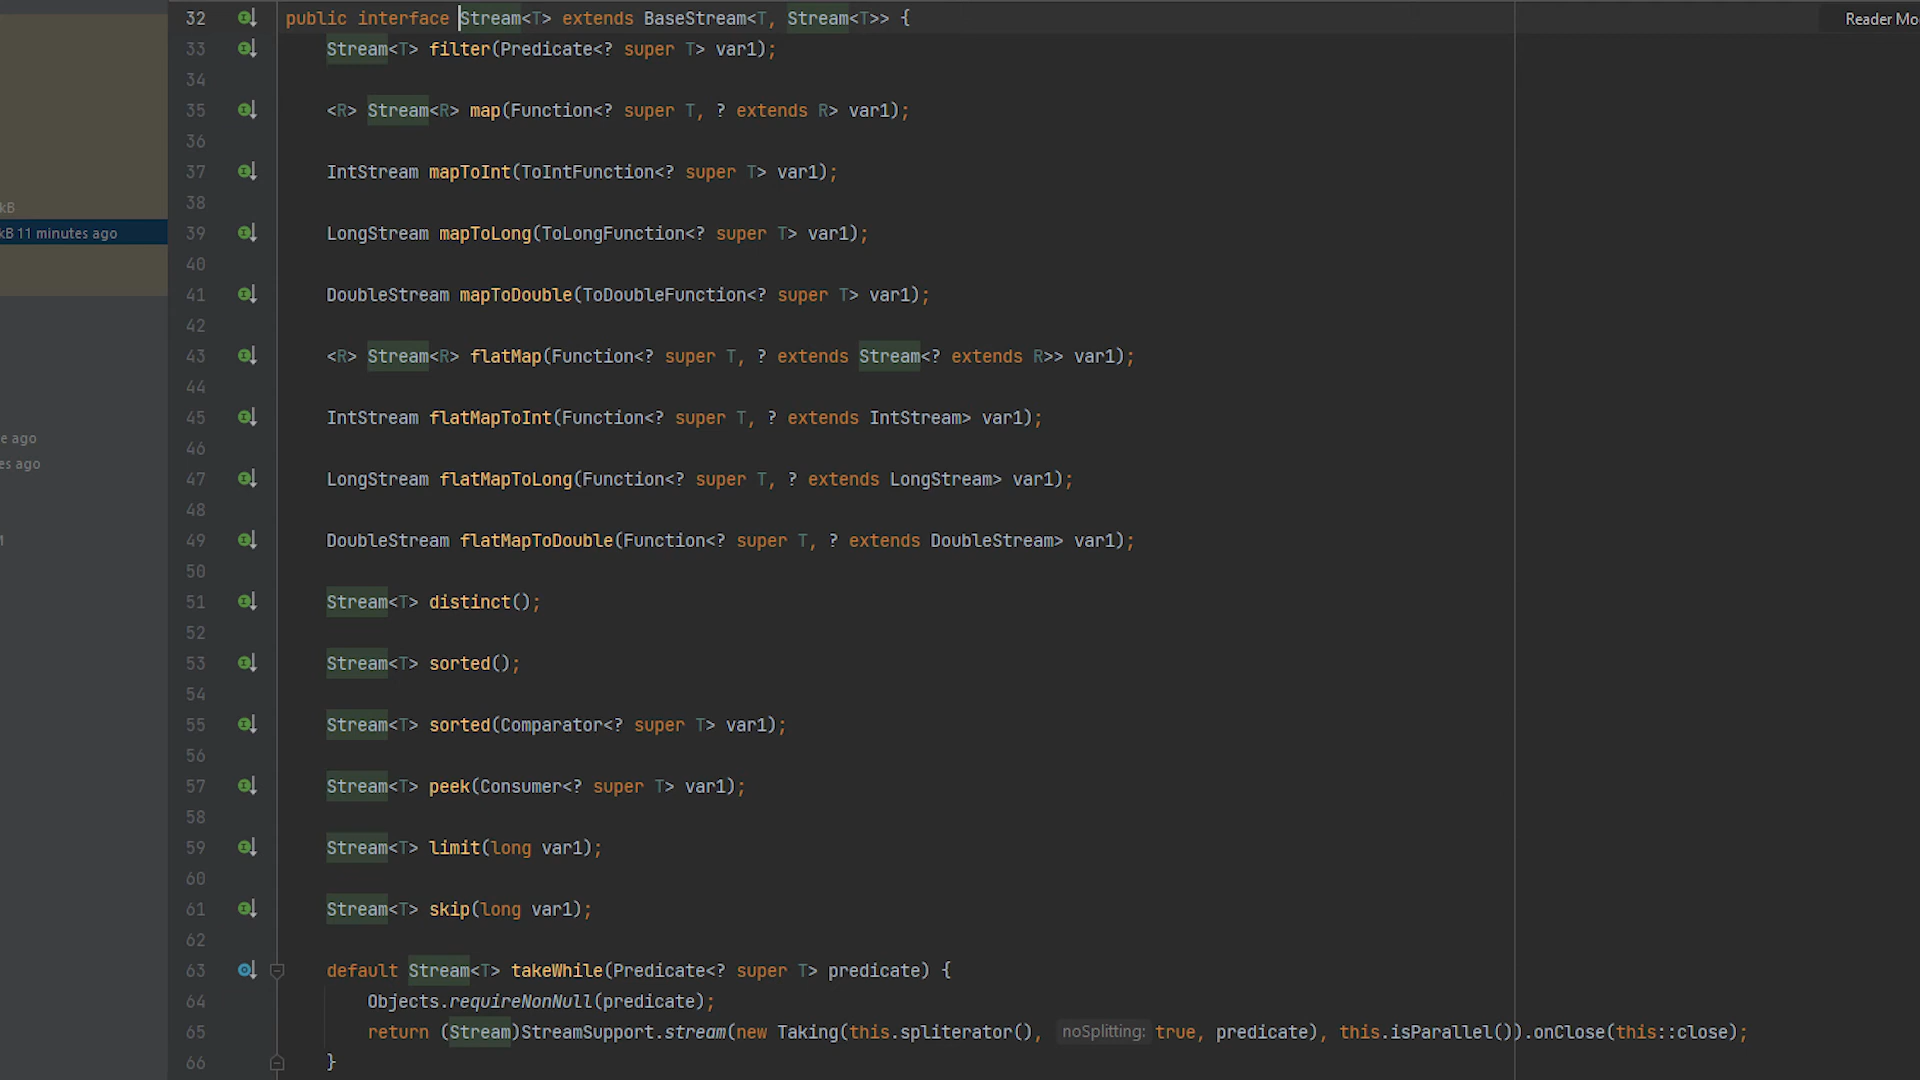 32 public interface Stream<T> extends BaseStream<T, Stream<T>> {
Reader Mo
33 Stream<T> filter(Predicate<? super T> var1);
34
35 <R> Stream<R> map(Function<? super T, ? extends R> var1);
36
37 IntStream mapToInt(ToIntFunction<? super T> var1);
38
kB
39 LongStream mapToLong(ToLongFunction<? super T> var1);
kB 11 minutes ago
40
41 DoubleStream mapToDouble(ToDoubleFunction<? super T> var1);
42
43 <R> Stream<R> flatMap(Function<? super T, ? extends Stream<? extends R>> var1);
44
45 IntStream flatMapToInt(Function<? super T, ? extends IntStream> var1);
e ago
46
es ago
47 LongStream flatMapToLong(Function<? super T, ? extends LongStream> var1);
48
49 DoubleStream flatMapToDouble(Function<? super T, ? extends DoubleStream> var1);
50
51 Stream<T> distinct();
52
53 Stream<T> sorted();
54
55 Stream<T> sorted(Comparator<? super T> var1);
56
57 Stream<T> peek(Consumer<? super T> var1);
58
59 Stream<T> limit(long var1);
60
61 Stream<T> skip(long var1);
62
63 default Stream<T> takeWhile(Predicate<? super T> predicate) {
64 Objects.requireNonNull(predicate);
65 return (Stream)StreamSupport.stream(new Taking(this.spliterator(), noSplitting: true, predicate), this.isParallel()).onClose(this::close);
66 }